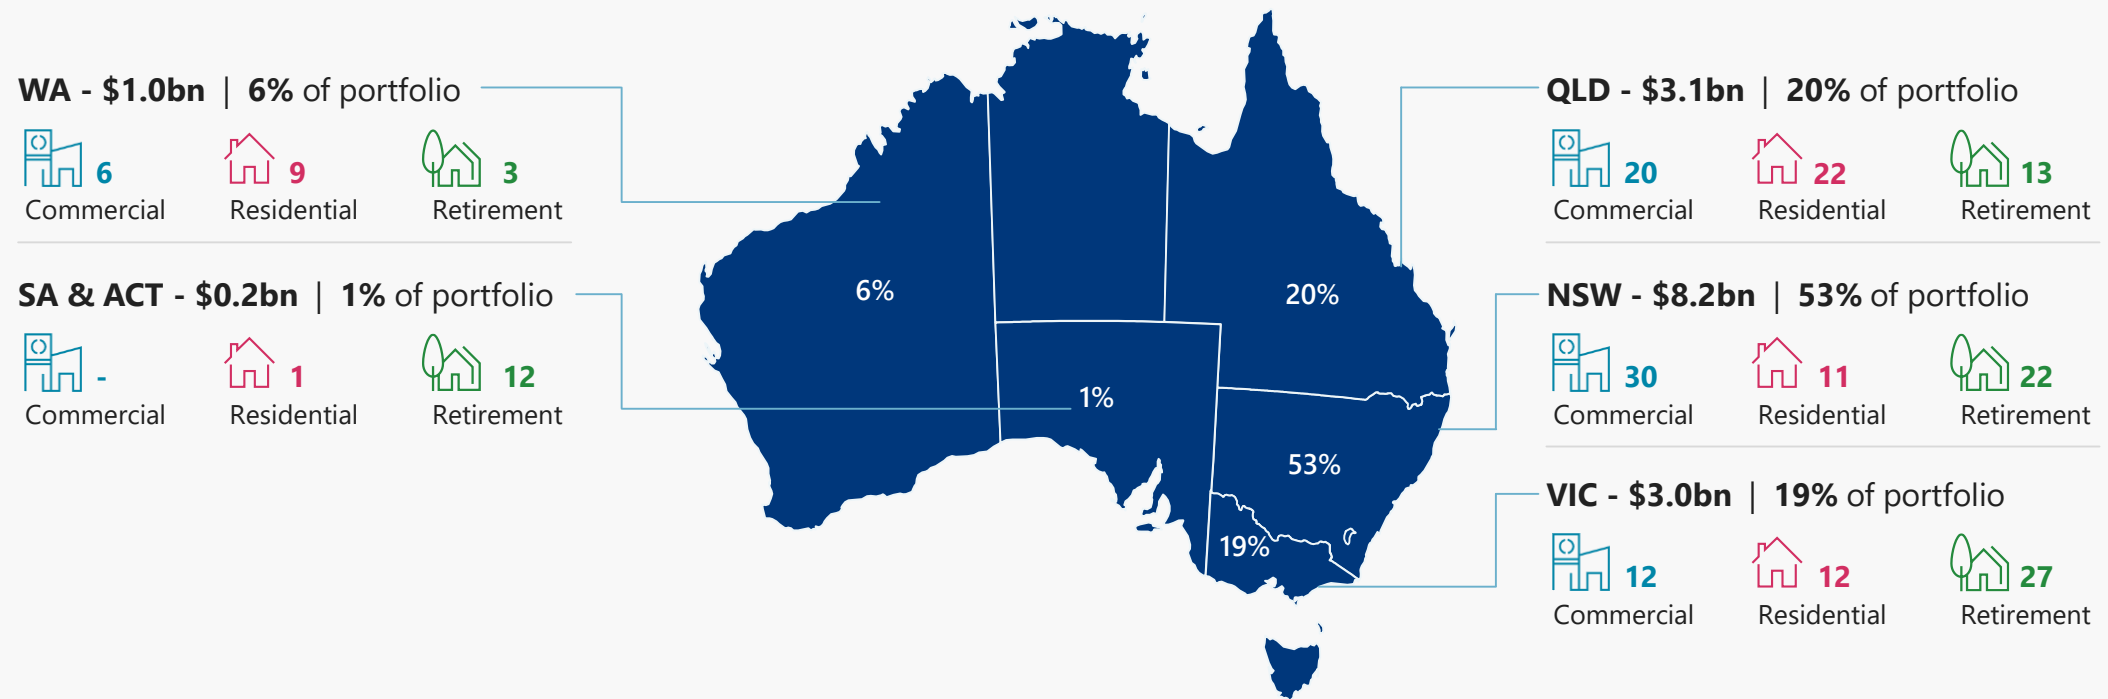 WA - $1.0bn | 6% of portfolio
6 9 3
Commercial Residential Retirement
SA & ACT - $0.2bn | 1% of portfolio
- 1 12
Commercial Residential Retirement
6%
20%
1%
53%
19%
QLD - $3.1bn | 20% of portfolio
20 22 13
Commercial Residential Retirement
NSW - $8.2bn | 53% of portfolio
30 11 22
Commercial Residential Retirement
VIC - $3.0bn | 19% of portfolio
12 12 27
Commercial Residential Retirement